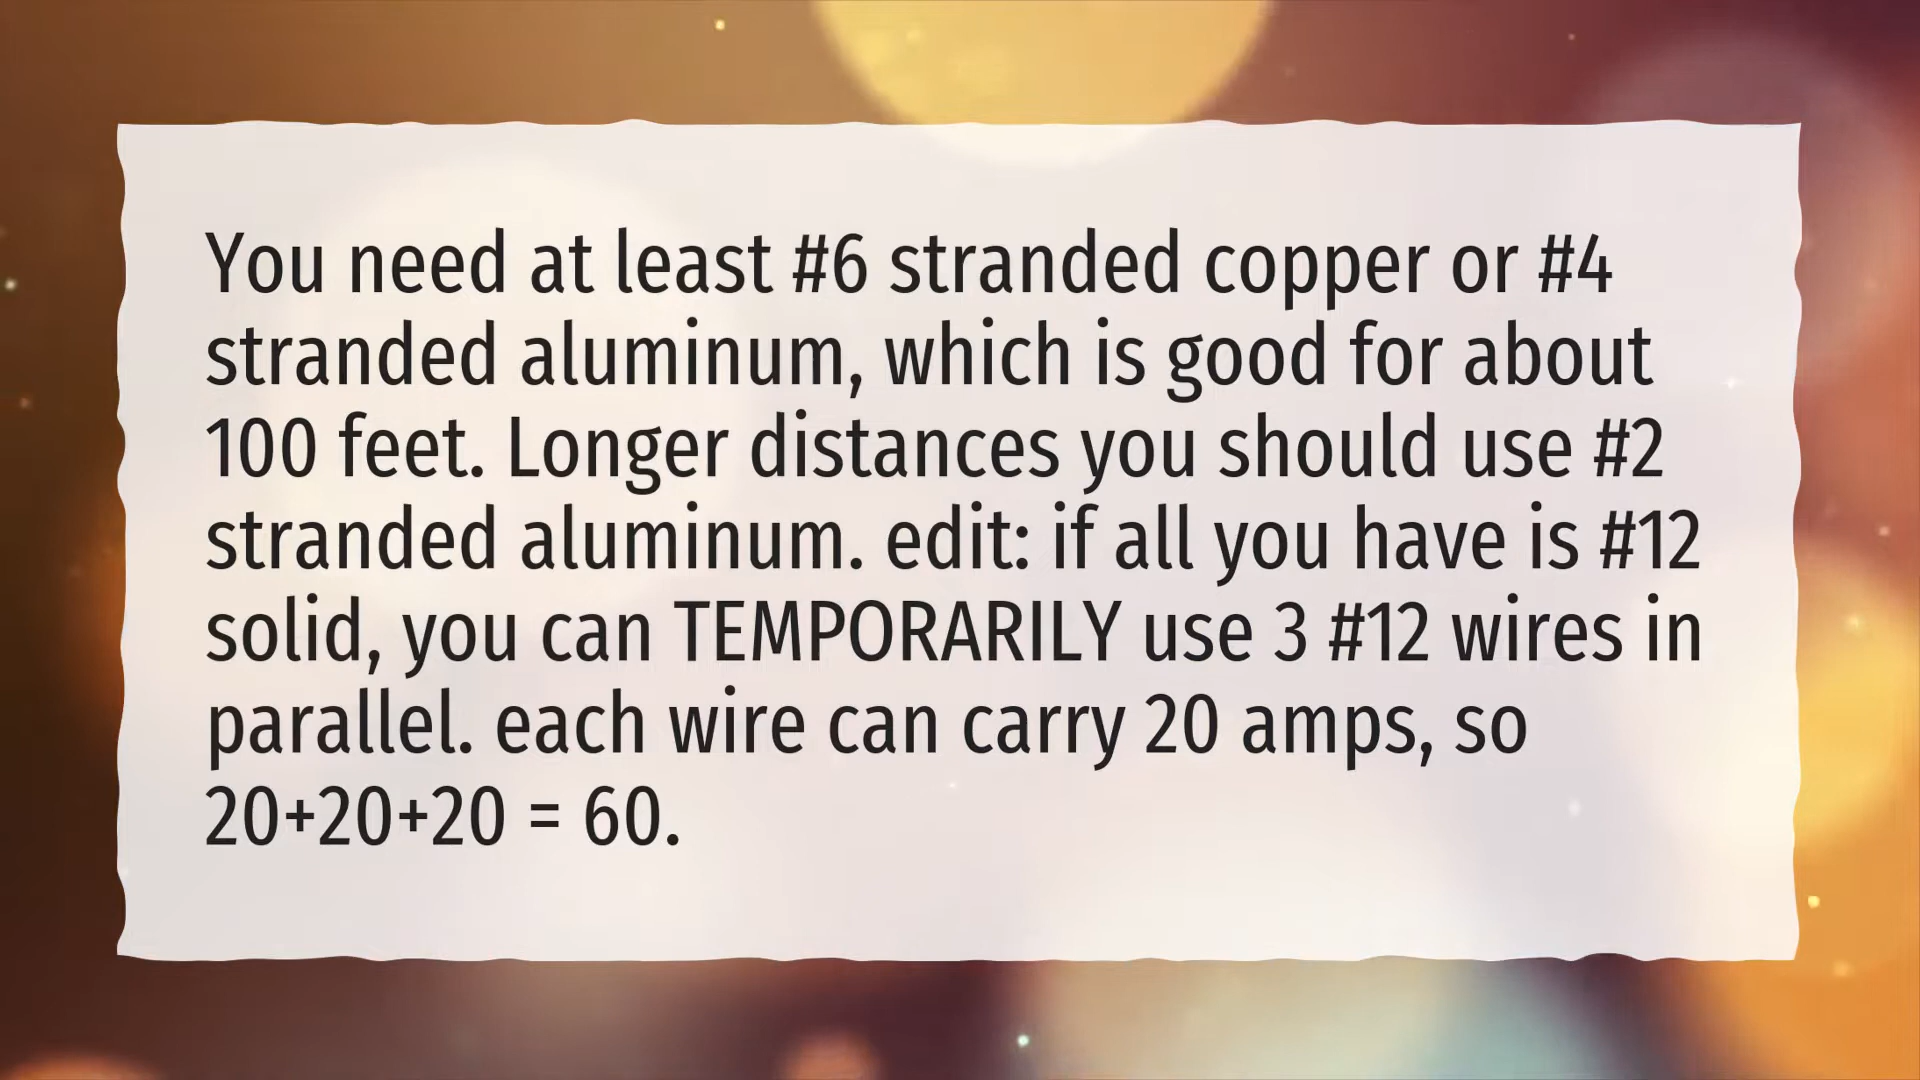 You need at least #6 stranded copper or #4
stranded aluminum, which is good for about
100 feet. Longer distances you should use #2
stranded aluminum. edit: if all you have is #12
solid, you can TEMPORARILY use 3 #12 wires in
parallel. each wire can carry 20 amps, so
20+20+20 = 60.